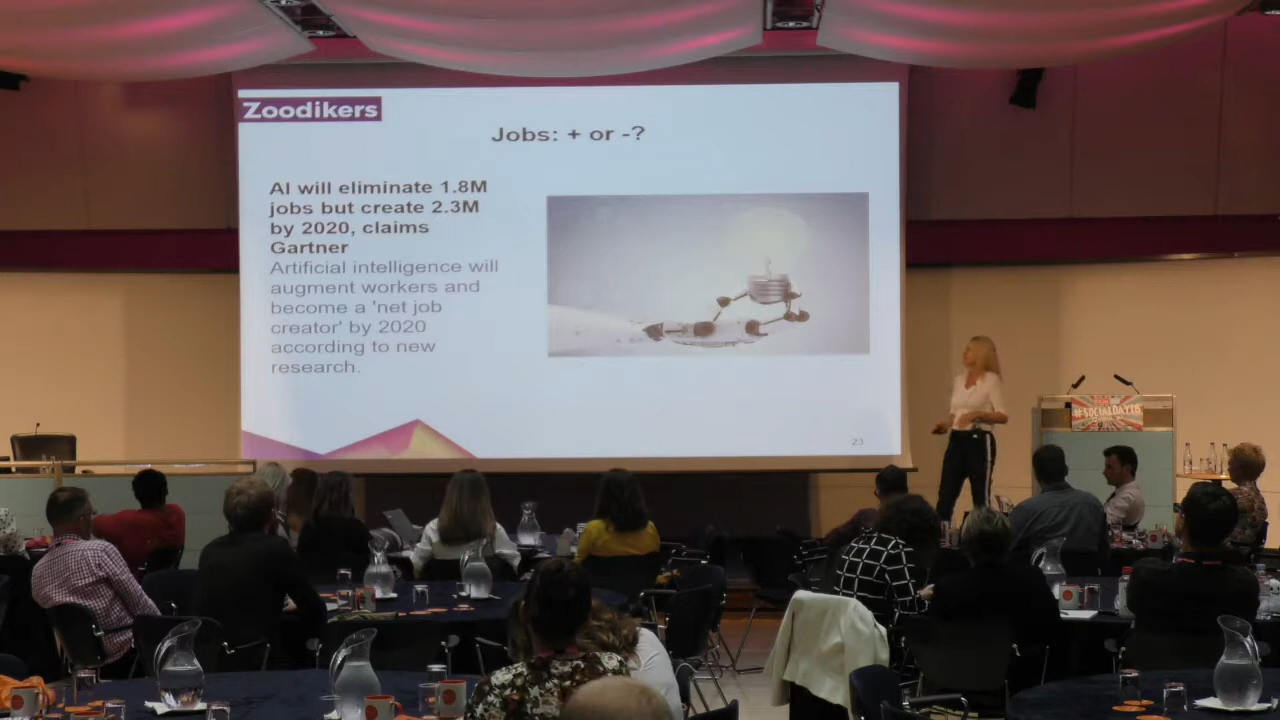 Zoodikers
Jobs: + or -?
AI will eliminate 1.8M
jobs but create 2.3M
by 2020, claims
Gartner
Artificial intelligence will
augment workers and
become a 'net job
creator' by 2020
according to new
research.
23
#SOCIALDAY18